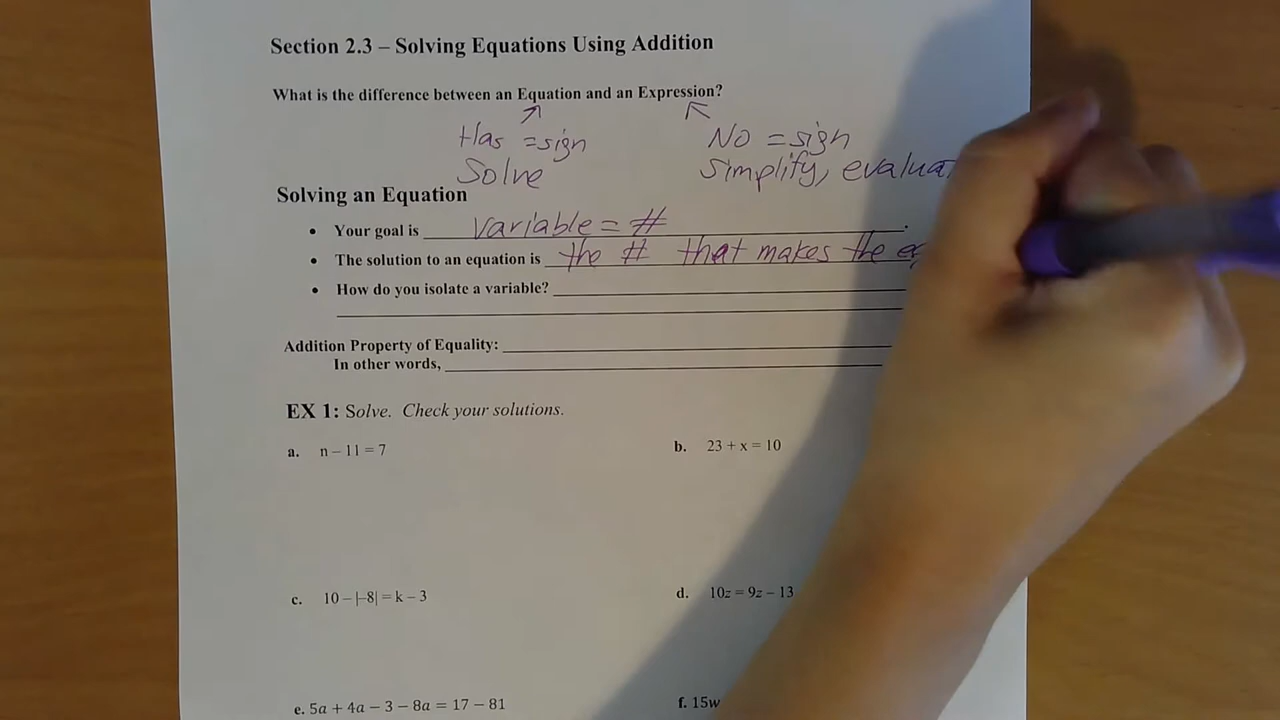 Section 2.3 – Solving Equations Using Addition
What is the difference between an Equation and an Expression?
Has =sign No =sign
Solve Simplify,
Solving an Equation
• Your goal is variable = # .
• The solution to an equation is the # that makes the
• How do you isolate a variable?
Addition Property of Equality:
In other words,
EX 1: Solve. Check your solutions.
a. n – 11 = 7 b. 23 + x = 10
c. 10 – |–8| = k – 3 d. 10z = 9z – 13
e. 5a + 4a − 3 − 8a = 17 − 81 f. 15w